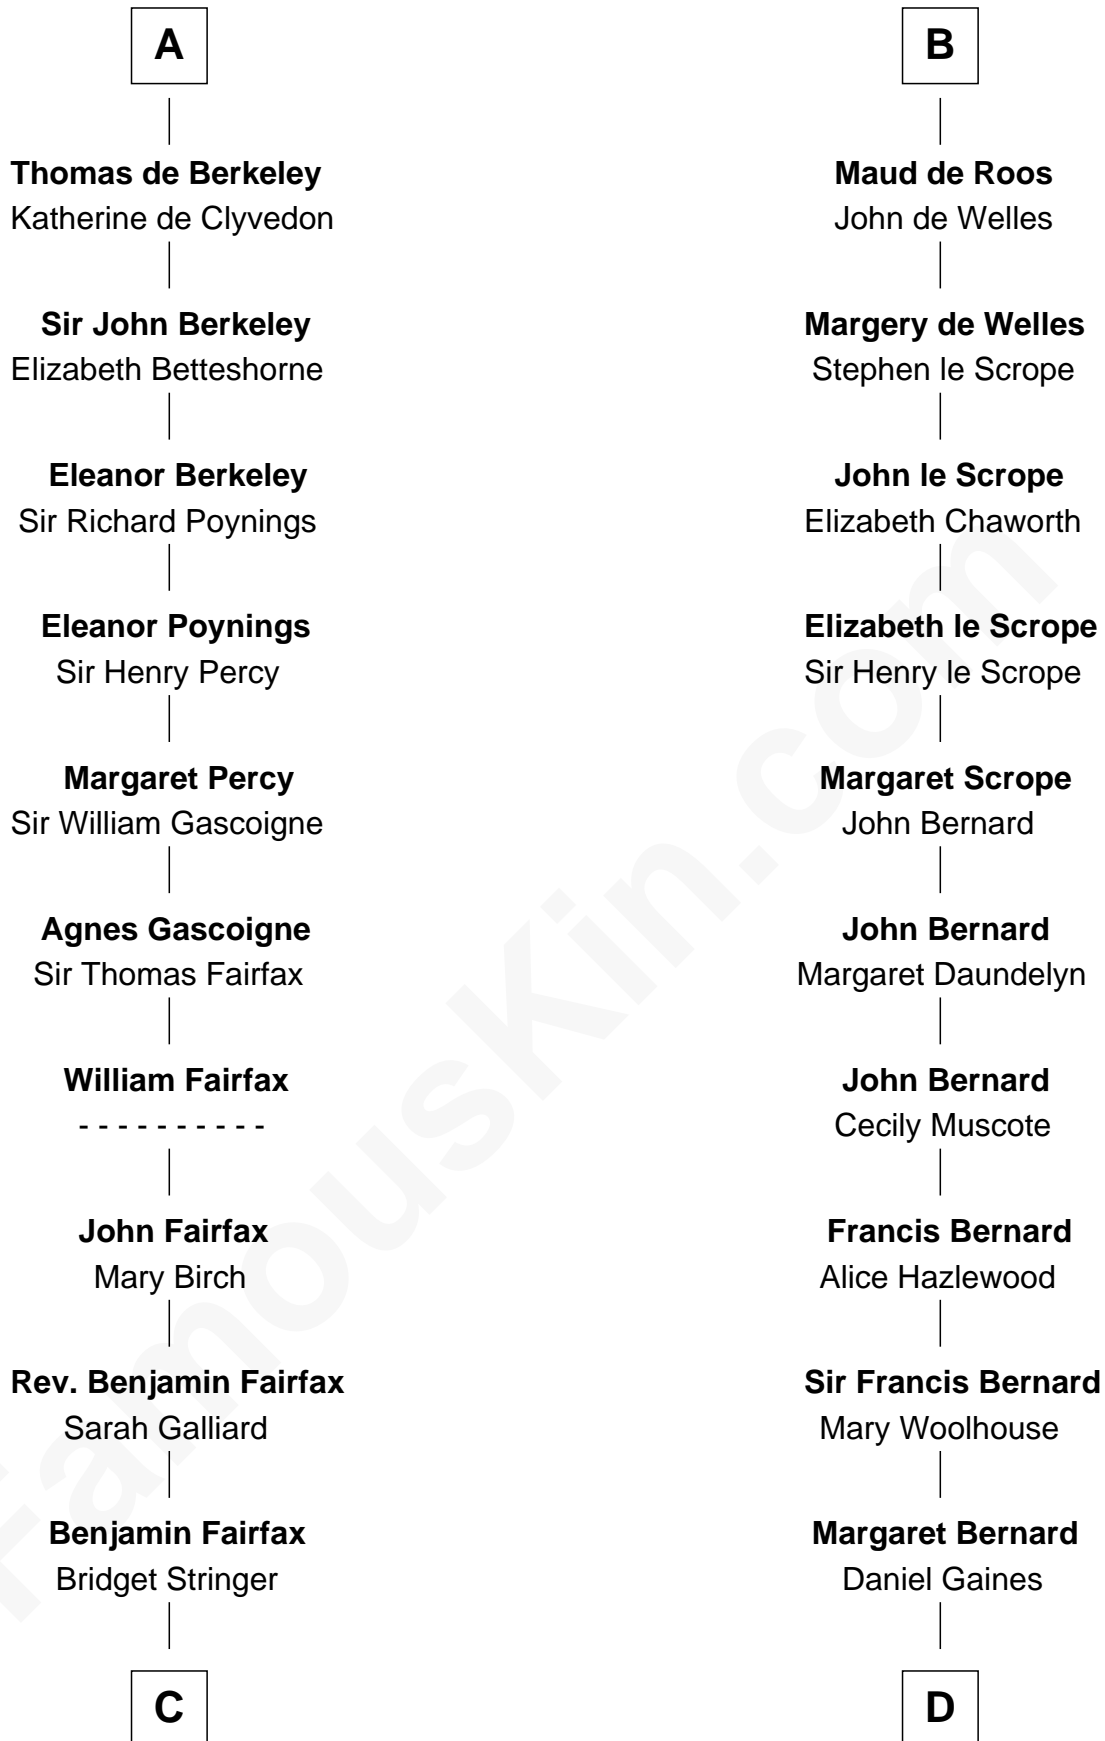 A
Thomas de Berkeley
Katherine de Clyvedon
Sir John Berkeley
Elizabeth Betteshorne
Eleanor Berkeley
Sir Richard Poynings
Eleanor Poynings
Sir Henry Percy
Margaret Percy
Sir William Gascoigne
Agnes Gascoigne
Sir Thomas Fairfax
William Fairfax
- - - - - - - - - -
John Fairfax
Mary Birch
Rev. Benjamin Fairfax
Sarah Galliard
Benjamin Fairfax
Bridget Stringer
C
B
Maud de Roos
John de Welles
Margery de Welles
Stephen le Scrope
John le Scrope
Elizabeth Chaworth
Elizabeth le Scrope
Sir Henry le Scrope
Margaret Scrope
John Bernard
John Bernard
Margaret Daundelyn
John Bernard
Cecily Muscote
Francis Bernard
Alice Hazlewood
Sir Francis Bernard
Mary Woolhouse
Margaret Bernard
Daniel Gaines
D
FamousKin.com